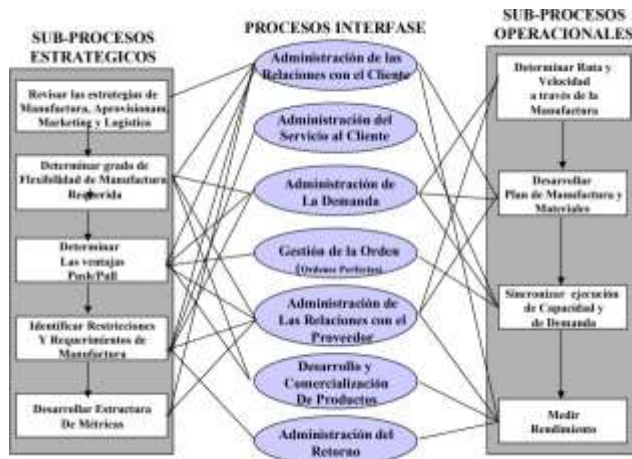 SUB-PROCESOS
ESTRATEGICOS
Revisar las estrategias de
Manufactura, Aprovisionam,
Marketing y Logistica
Determinar grado de
Flexibilidad de Manufactura
Requerida
Determinar
Las ventajas
Push/Pull
Identificar Restricciones
Y Requerimientos de
Manufactura
Desarrollar Estructura
De Métricas
PROCESOS INTERFASE
Administración de las
Relaciones con el Cliente
Administración del
Servicio al Cliente
Administración de
La Demanda
Gestión de la Orden
(Ordenes Perfectas)
Administración de
Las Relaciones con el
Proveedor
Desarrollo y
Comercialización
De Productos
Administración del
Retorno
SUB-PROCESOS
OPERACIONALES
Determinar Ruta y
Velocidad
a través de la
Manufactura
Desarrollar
Plan de Manufactura y
Materiales
Sincronizar ejecución
de Capacidad y
de Demanda
Medir
Rendimiento